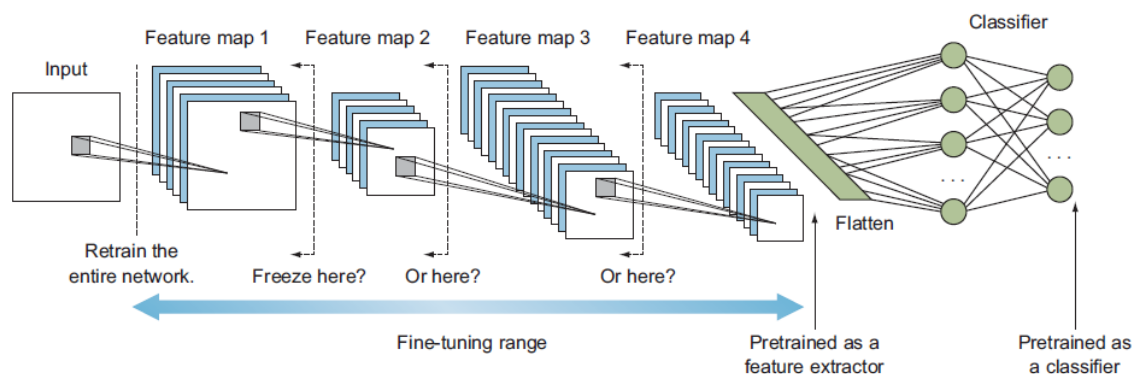 Classifier
Feature map 1
Feature map 2
Feature map 3
Feature map 4
Input
. . .
. . .
Flatten
Retrain the
entire network.
Freeze here?
Or here?
Or here?
Fine-tuning range
Pretrained as a
feature extractor
Pretrained as
a classifier